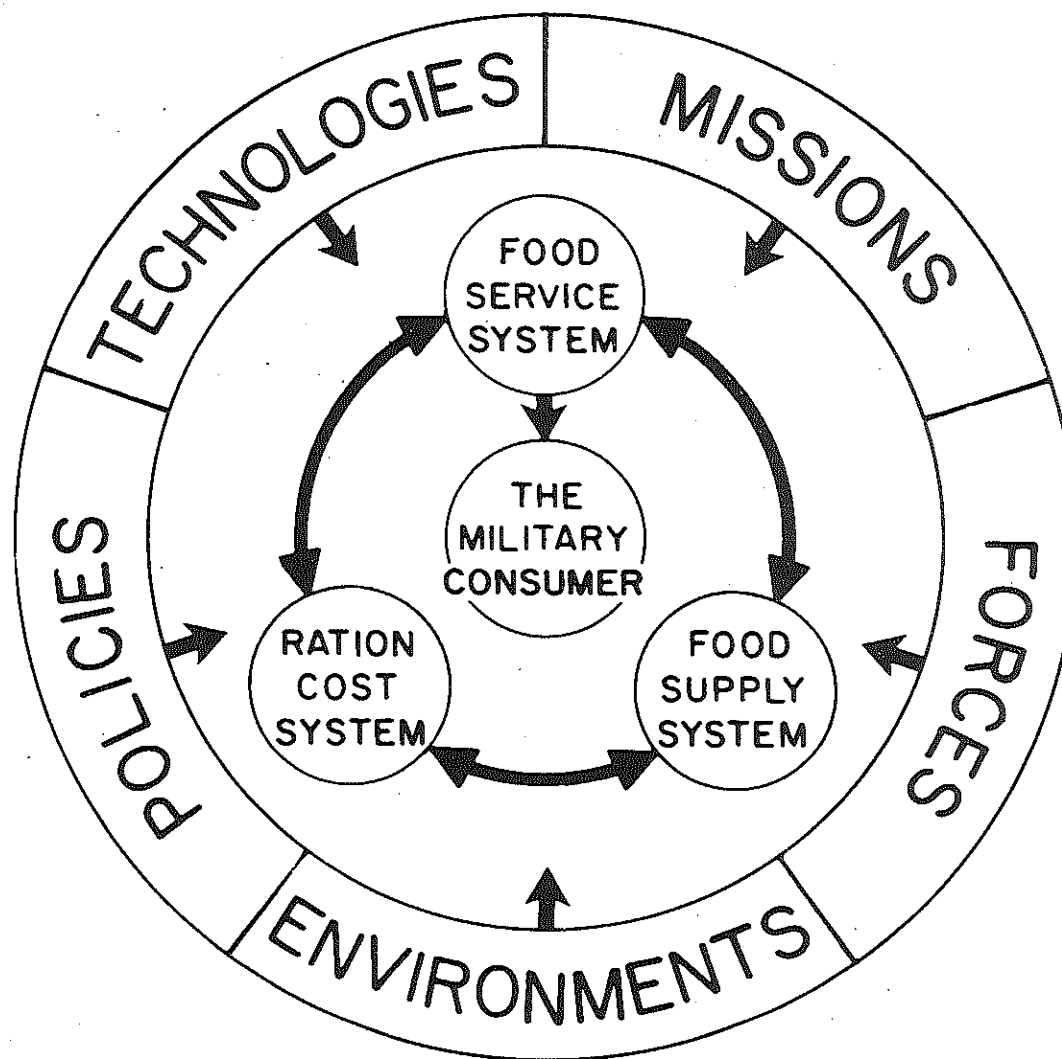 TECHNOLOGIES
MISSIONS
FORCES
ENVIRONMENTS
POLICIES
FOOD
SERVICE
SYSTEM
THE
MILITARY
CONSUMER
RATION
COST
SYSTEM
FOOD
SUPPLY
SYSTEM